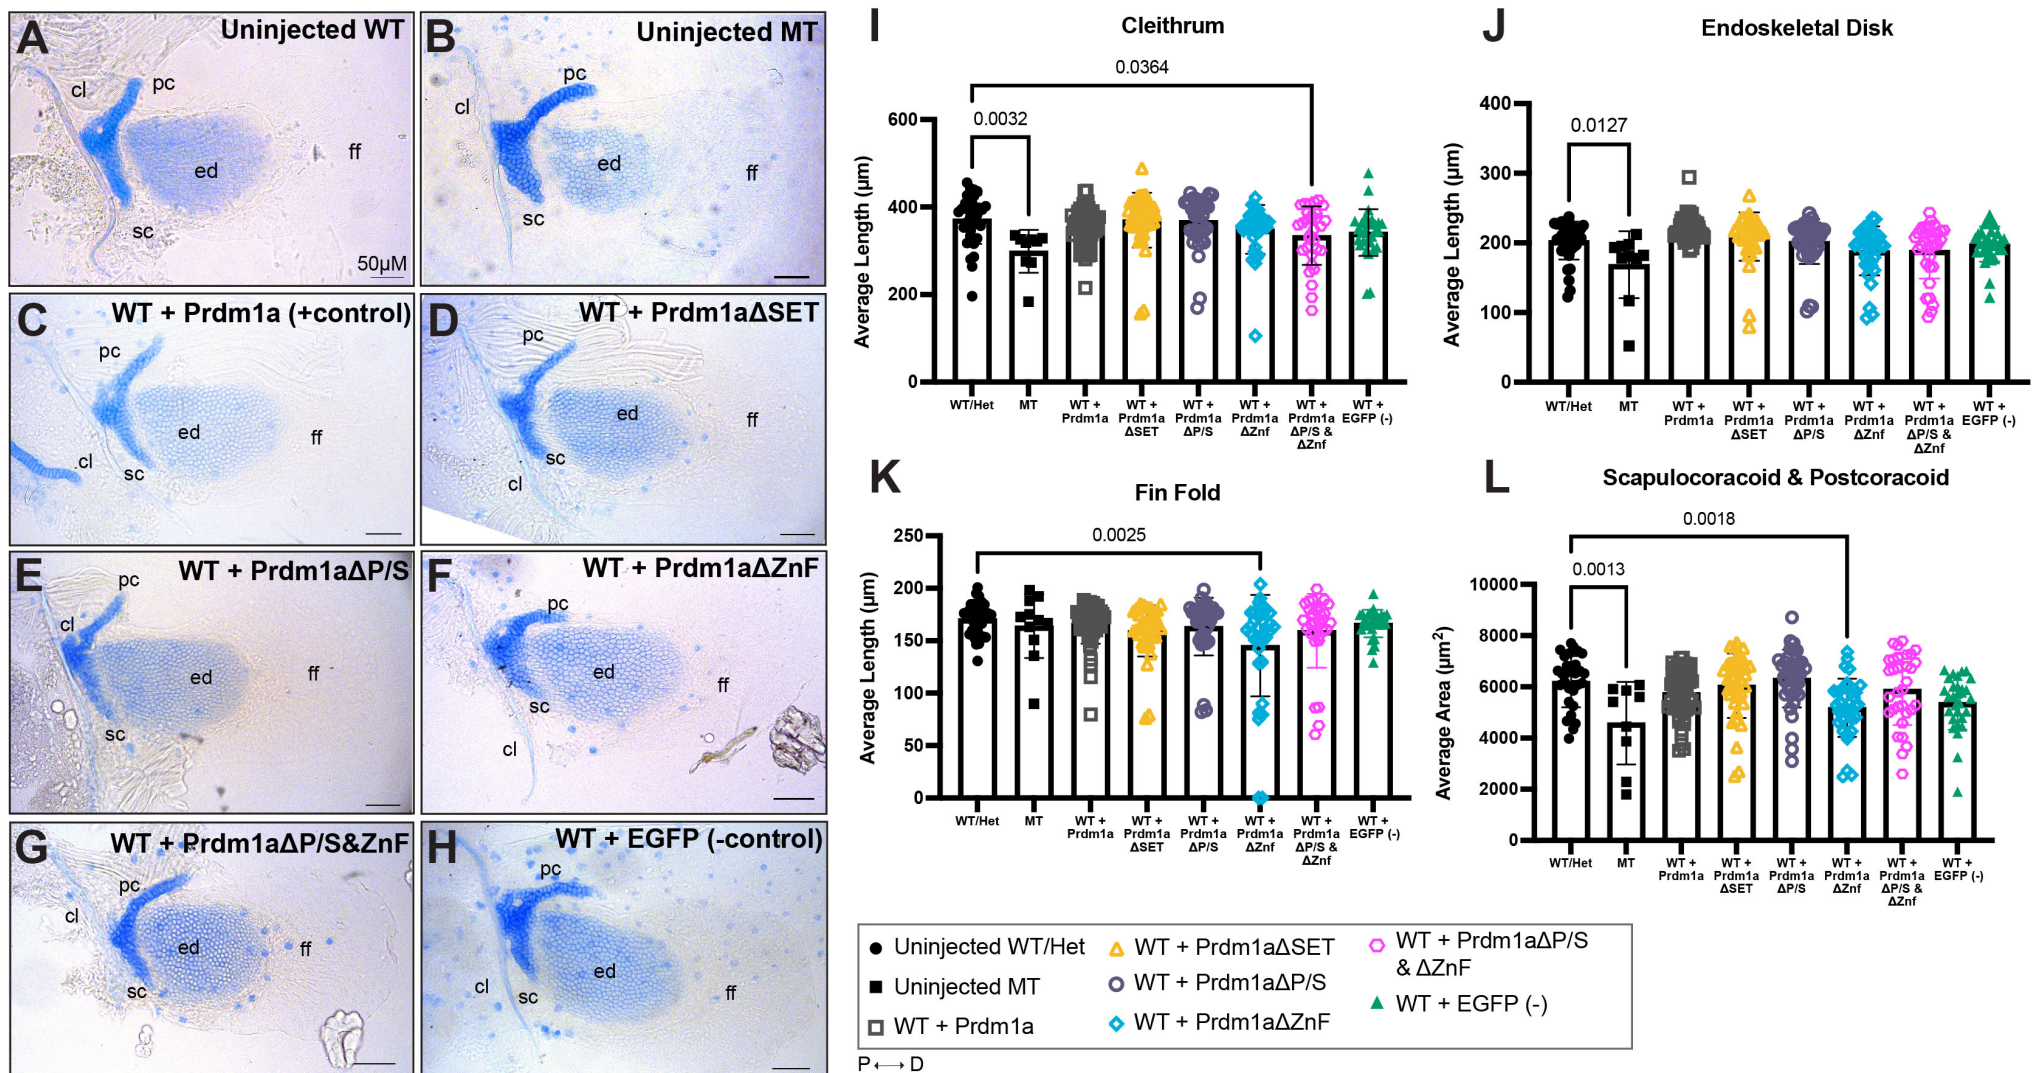 A
Uninjected WT
cl
pc
ed
ff
sc
50µM
B
Uninjected MT
pc
cl
ed
ff
sc
C
WT + Prdm1a (+control)
pc
ed
ff
cl
sc
D
WT + Prdm1aΔSET
pc
ed
ff
sc
cl
E
WT + Prdm1aΔP/S
pc
cl
ed
ff
sc
F
WT + Prdm1aΔZnF
pc
ed
ff
sc
cl
G
WT + Prdm1aΔP/S&ZnF
pc
cl
ed
ff
sc
H
WT + EGFP (-control)
pc
ed
cl
sc
ff
I
Cleithrum
0.0364
0.0032
Average Length (µm)
600
400
200
0
WT/Het
MT
WT +
Prdm1a
WT +
Prdm1a
ΔSET
WT +
Prdm1a
ΔP/S
WT +
Prdm1a
ΔZnf
WT +
Prdm1a
ΔP/S &
ΔZnf
WT +
EGFP (-)
J
Endoskeletal Disk
0.0127
Average Length (µm)
400
300
200
100
0
WT/Het
MT
WT +
Prdm1a
WT +
Prdm1a
ΔSET
WT +
Prdm1a
ΔP/S
WT +
Prdm1a
ΔZnf
WT +
Prdm1a
ΔP/S &
ΔZnf
WT +
EGFP (-)
K
Fin Fold
0.0025
Average Length (µm)
250
200
150
100
50
0
WT/Het
MT
WT +
Prdm1a
WT +
Prdm1a
ΔSET
WT +
Prdm1a
ΔP/S
WT +
Prdm1a
ΔZnf
WT +
Prdm1a
ΔP/S &
ΔZnf
WT +
EGFP (-)
L
Scapulocoracoid & Postcoracoid
0.0018
0.0013
Average Area (µm²)
10000
8000
6000
4000
2000
0
WT/Het
MT
WT +
Prdm1a
WT +
Prdm1a
ΔSET
WT +
Prdm1a
ΔP/S
WT +
Prdm1a
ΔZnf
WT +
Prdm1a
ΔP/S &
ΔZnf
WT +
EGFP (-)
Uninjected WT/Het
Uninjected MT
WT + Prdm1a
WT + Prdm1aΔSET
WT + Prdm1aΔP/S
WT + Prdm1aΔZnF
WT + Prdm1aΔP/S
& ΔZnF
WT + EGFP (-)
P ⟷ D